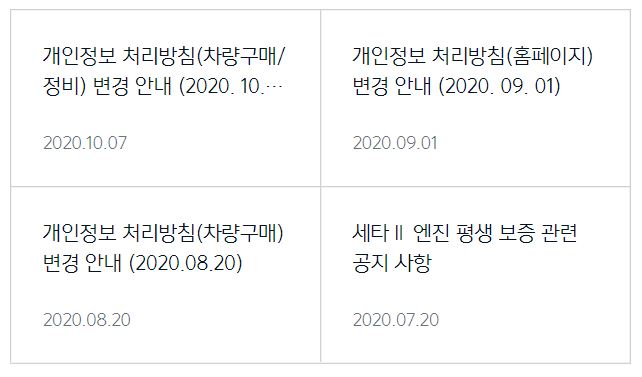 개인정보 처리방침(차량구매/
정비) 변경 안내 (2020. 10.…
2020.10.07
개인정보 처리방침(홈페이지)
변경 안내 (2020. 09. 01)
2020.09.01
개인정보 처리방침(차량구매)
변경 안내 (2020.08.20)
2020.08.20
세타Ⅱ 엔진 평생 보증 관련
공지 사항
2020.07.20